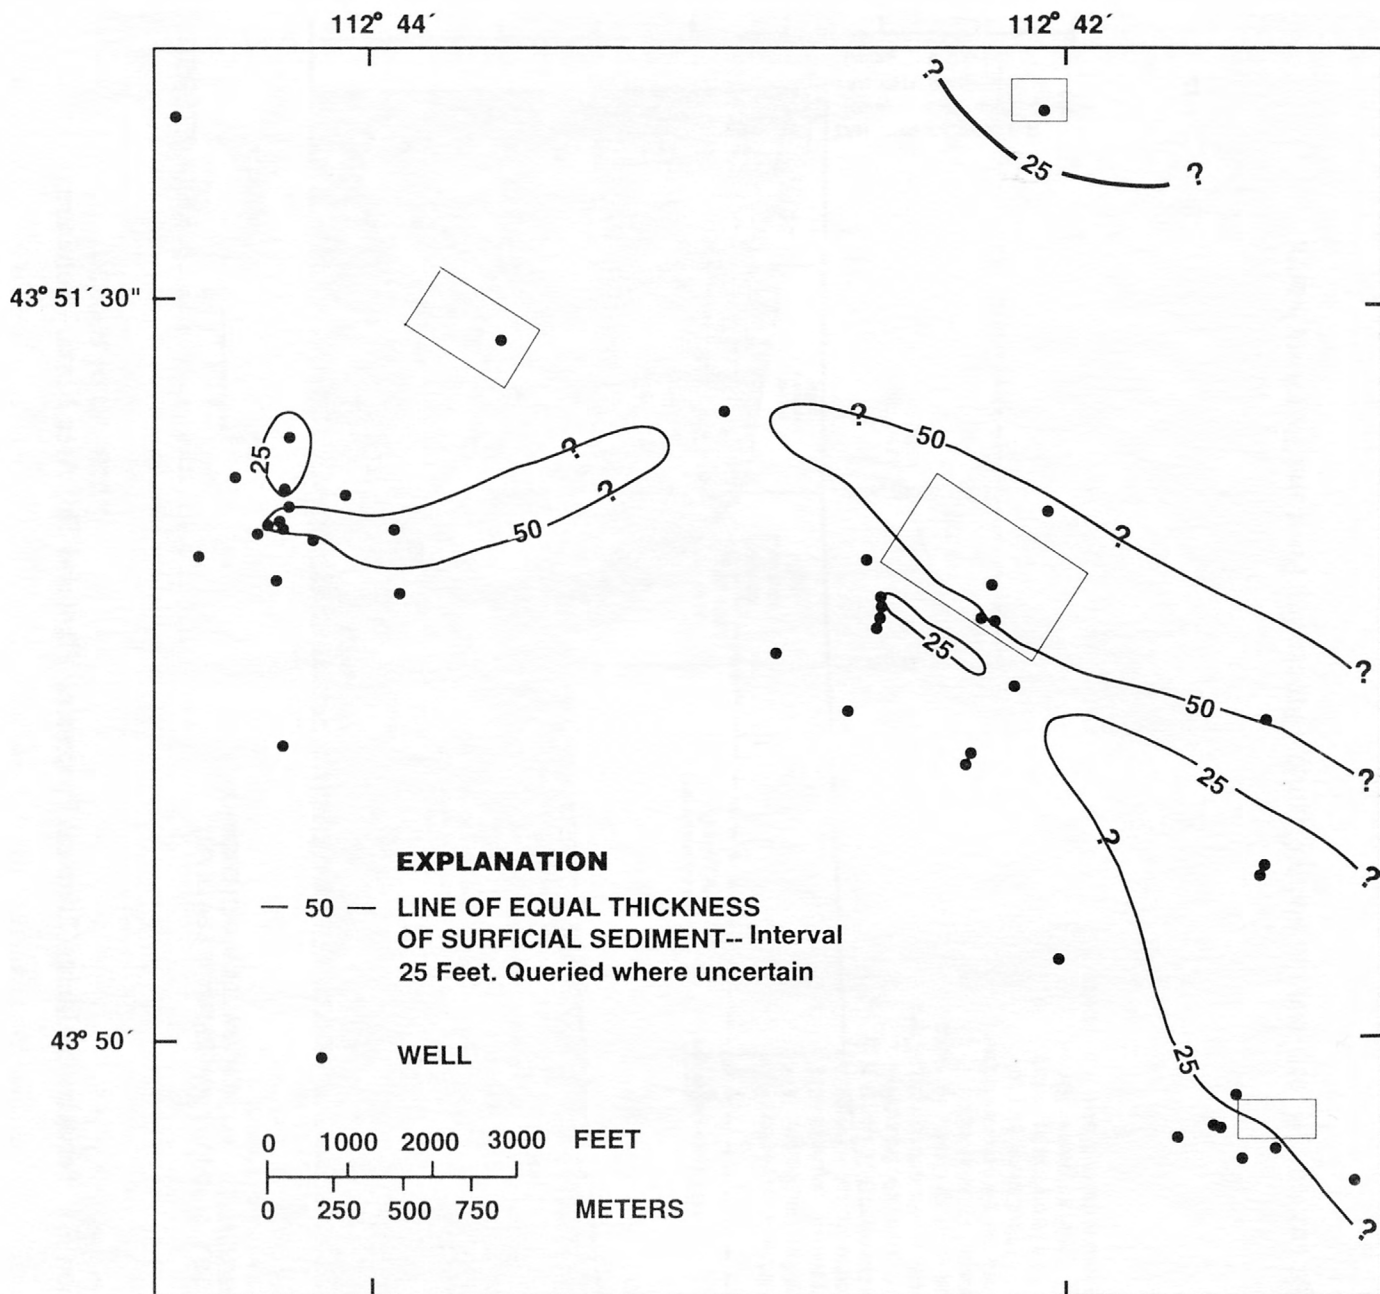 112° 44′ 112° 42′
?
25 ?
43° 51′ 30"
25 ? ? 50
? 50 ?
25
?
50
?
25 ?
?
?
EXPLANATION
— 50 — LINE OF EQUAL THICKNESS
OF SURFICIAL SEDIMENT-- Interval
25 Feet. Queried where uncertain
43° 50′
WELL
25
0 1000 2000 3000 FEET
0 250 500 750 METERS
?